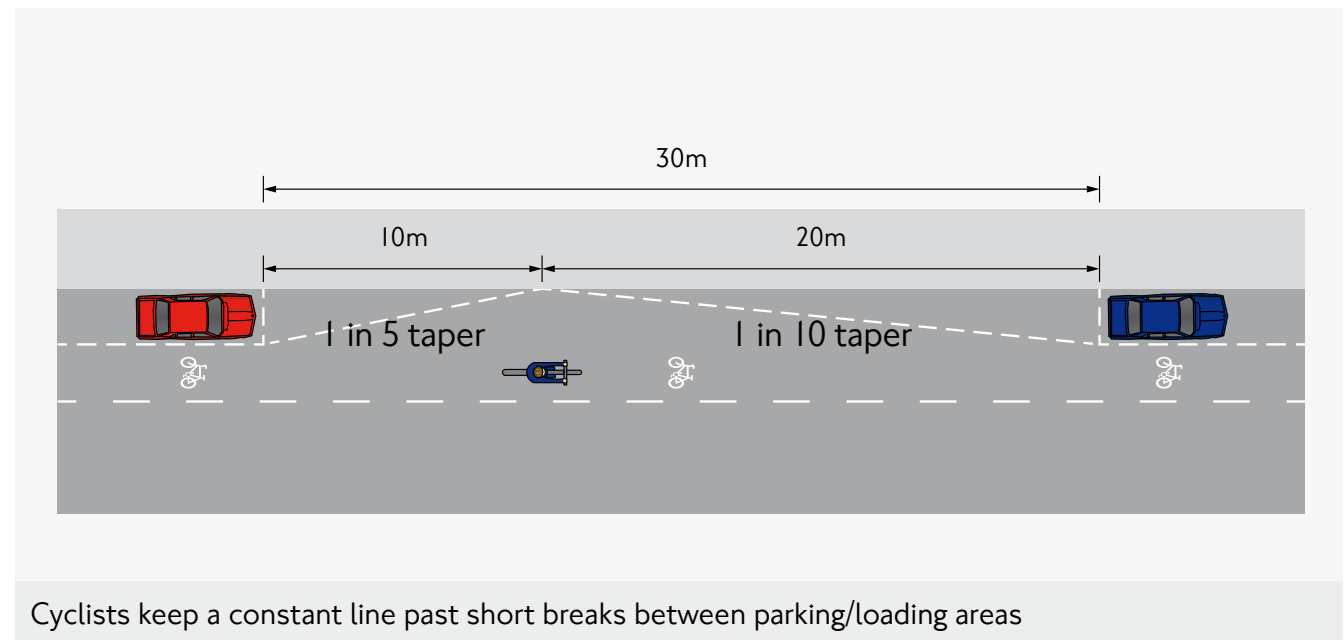 30m
10m
20m
1 in 5 taper
1 in 10 taper
Cyclists keep a constant line past short breaks between parking/loading areas